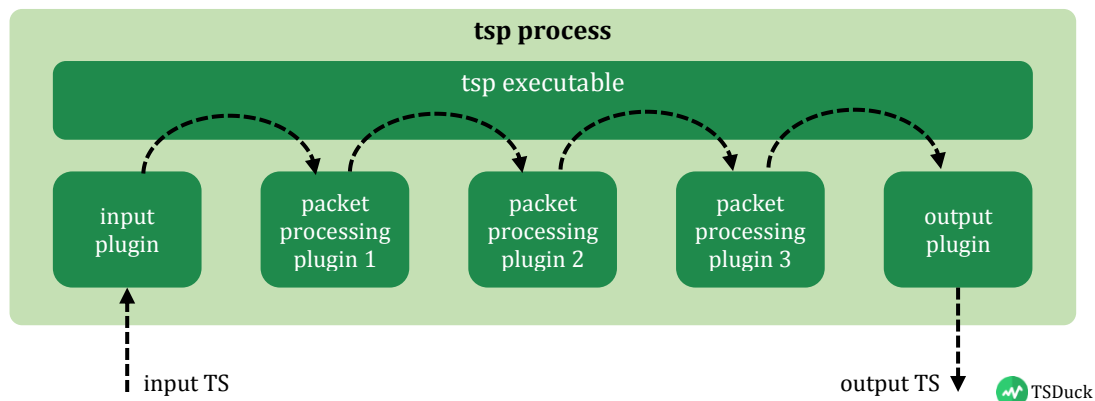 tsp process
tsp executable
input
plugin
packet
processing
plugin 1
packet
processing
plugin 2
packet
processing
plugin 3
output
plugin
input TS
output TS
TSDuck